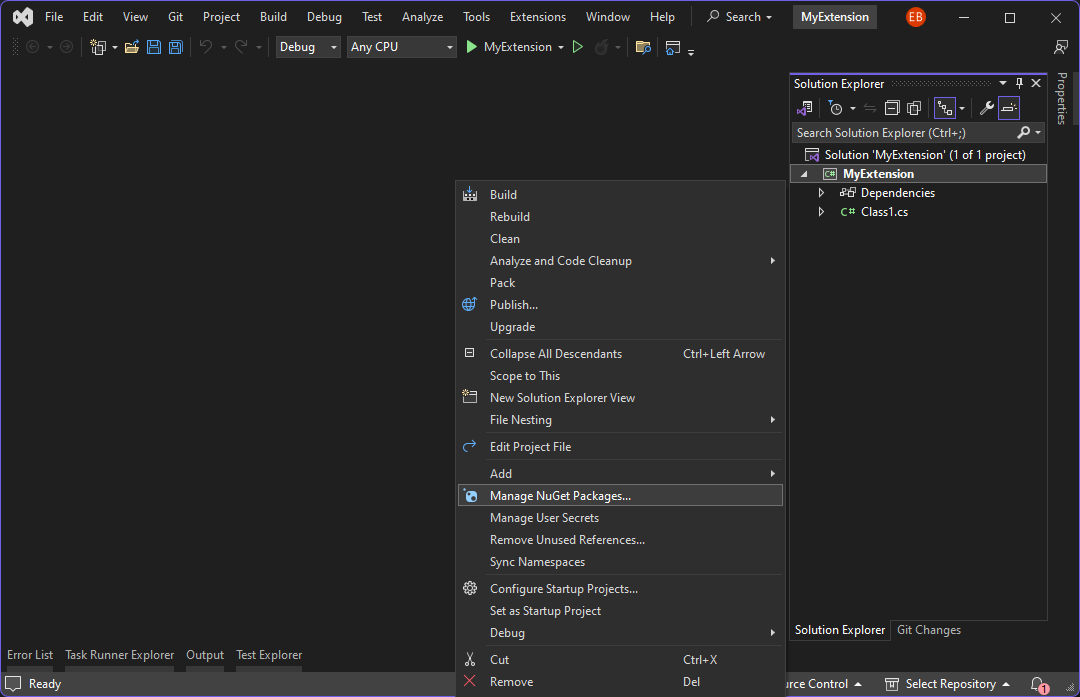 File Edit View Git Project Build Debug Test Analyze Tools Extensions Window Help Search MyExtension EB
Debug Any CPU MyExtension
Solution Explorer
Properties
Search Solution Explorer (Ctrl+;)
Solution 'MyExtension' (1 of 1 project)
C# MyExtension
Dependencies
C# Class1.cs
Build
Rebuild
Clean
Analyze and Code Cleanup
Pack
Publish...
Upgrade
Collapse All Descendants Ctrl+Left Arrow
Scope to This
New Solution Explorer View
File Nesting
Edit Project File
Add
Manage NuGet Packages...
Manage User Secrets
Remove Unused References...
Sync Namespaces
Configure Startup Projects...
Set as Startup Project
Debug
Cut Ctrl+X
Remove Del
Solution Explorer Git Changes
Error List Task Runner Explorer Output Test Explorer
Ready urce Control Select Repository 1